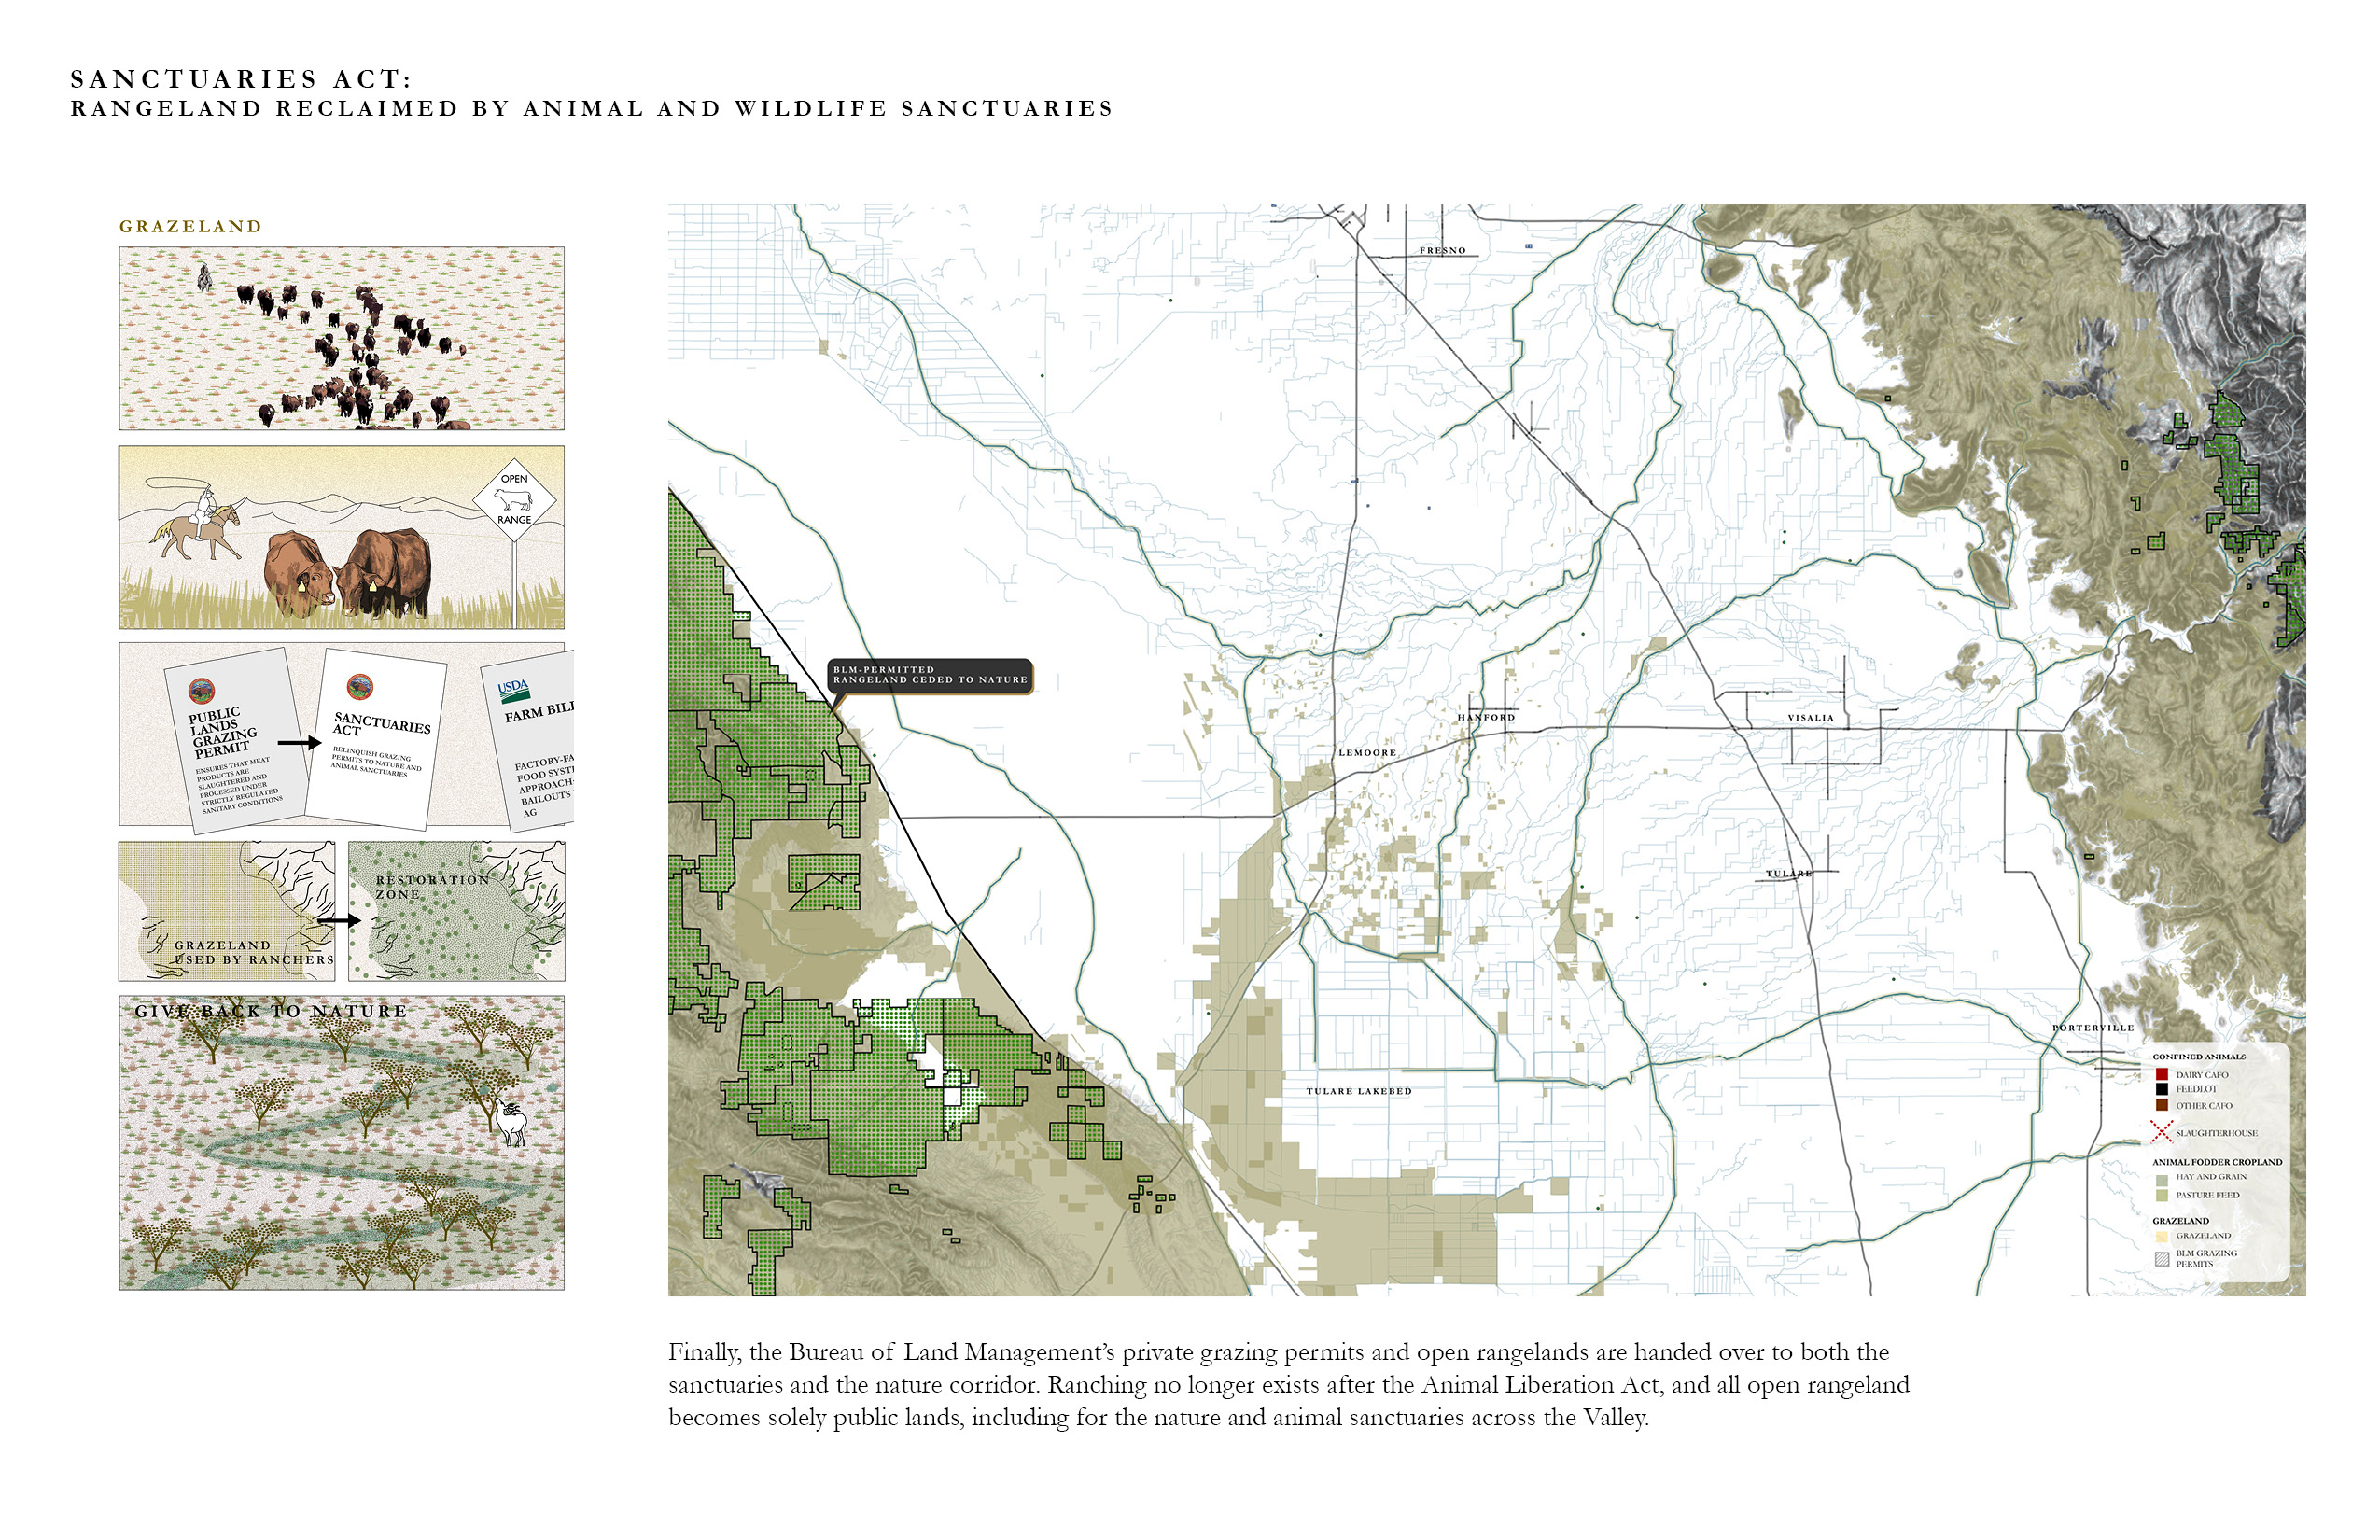 SANCTUARIES ACT:
RANGELAND RECLAIMED BY ANIMAL AND WILDLIFE SANCTUARIES
GRAZELAND
OPEN
RANGE
PUBLIC
LANDS
GRAZING
PERMIT
ENSURES THAT MEAT
PRODUCTS ARE
SLAUGHTERED AND
PROCESSED UNDER
STRICTLY REGULATED
SANITARY CONDITIONS
SANCTUARIES
ACT
RELINQUISH GRAZING
PERMITS TO NATURE AND
ANIMAL SANCTUARIES
USDA
FARM BILL
FACTORY-FA
FOOD SYST
APPROACH
BAILOUTS
AG
GRAZELAND
USED BY RANCHERS
RESTORATION
ZONE
GIVE BACK TO NATURE
FRESNO
BLM-PERMITTED
RANGELAND CEDED TO NATURE
HANFORD
VISALIA
LEMOORE
TULARE
PORTERVILLE
TULARE LAKEBED
CONFINED ANIMALS
DAIRY CAFO
FEEDLOT
OTHER CAFO
SLAUGHTERHOUSE
ANIMAL FODDER CROPLAND
HAY AND GRAIN
PASTURE FEED
GRAZELAND
GRAZELAND
BLM GRAZING
PERMITS
Finally, the Bureau of Land Management's private grazing permits and open rangelands are handed over to both the
sanctuaries and the nature corridor. Ranching no longer exists after the Animal Liberation Act, and all open rangeland
becomes solely public lands, including for the nature and animal sanctuaries across the Valley.